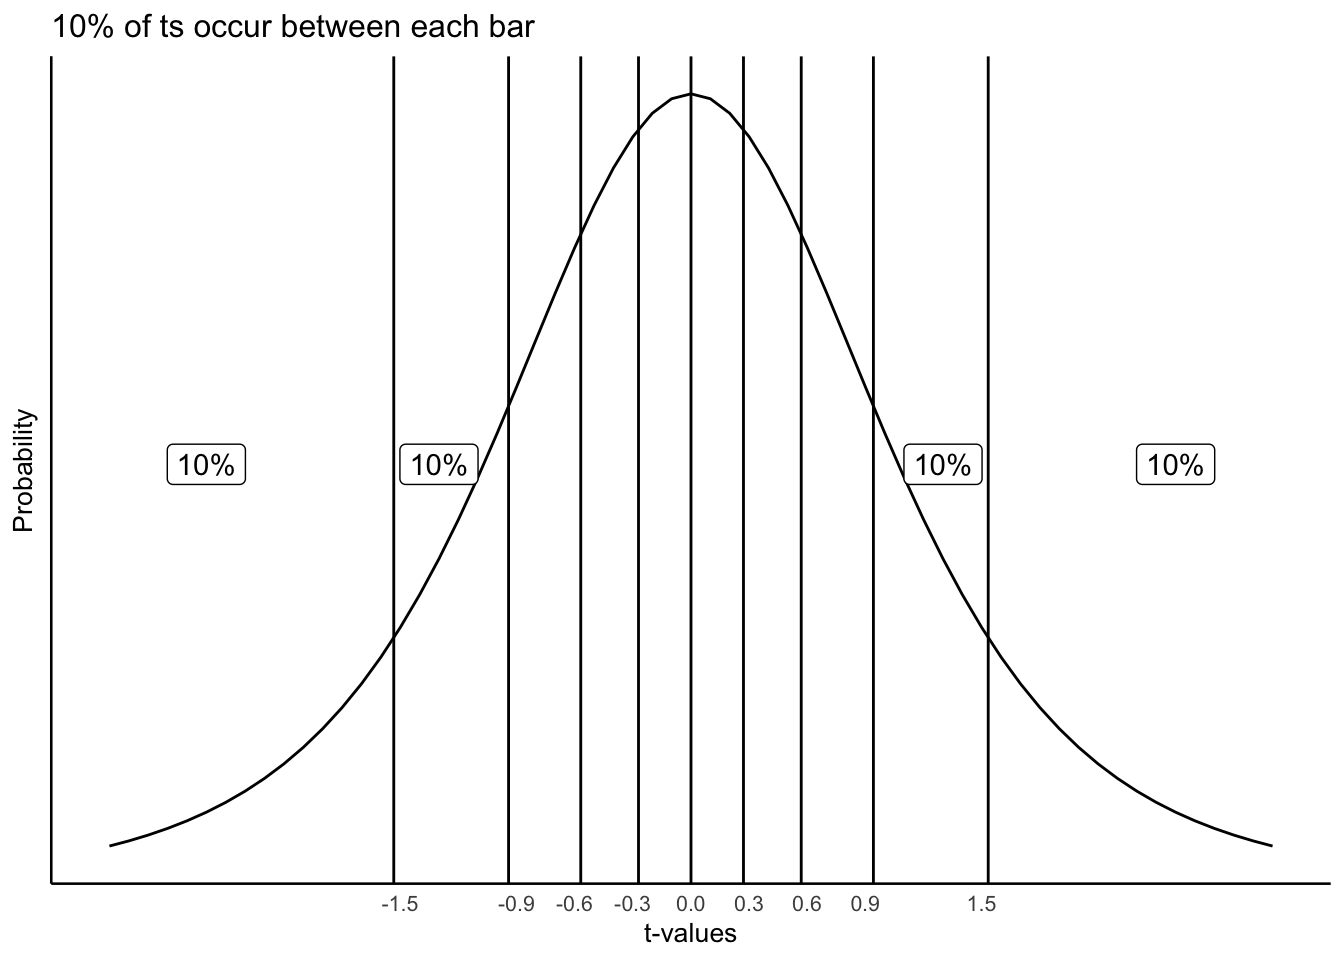 10% of ts occur between each bar
Probability
10% 10% 10% 10%
-1.5 -0.9 -0.6 -0.3 0.0 0.3 0.6 0.9 1.5
t-values